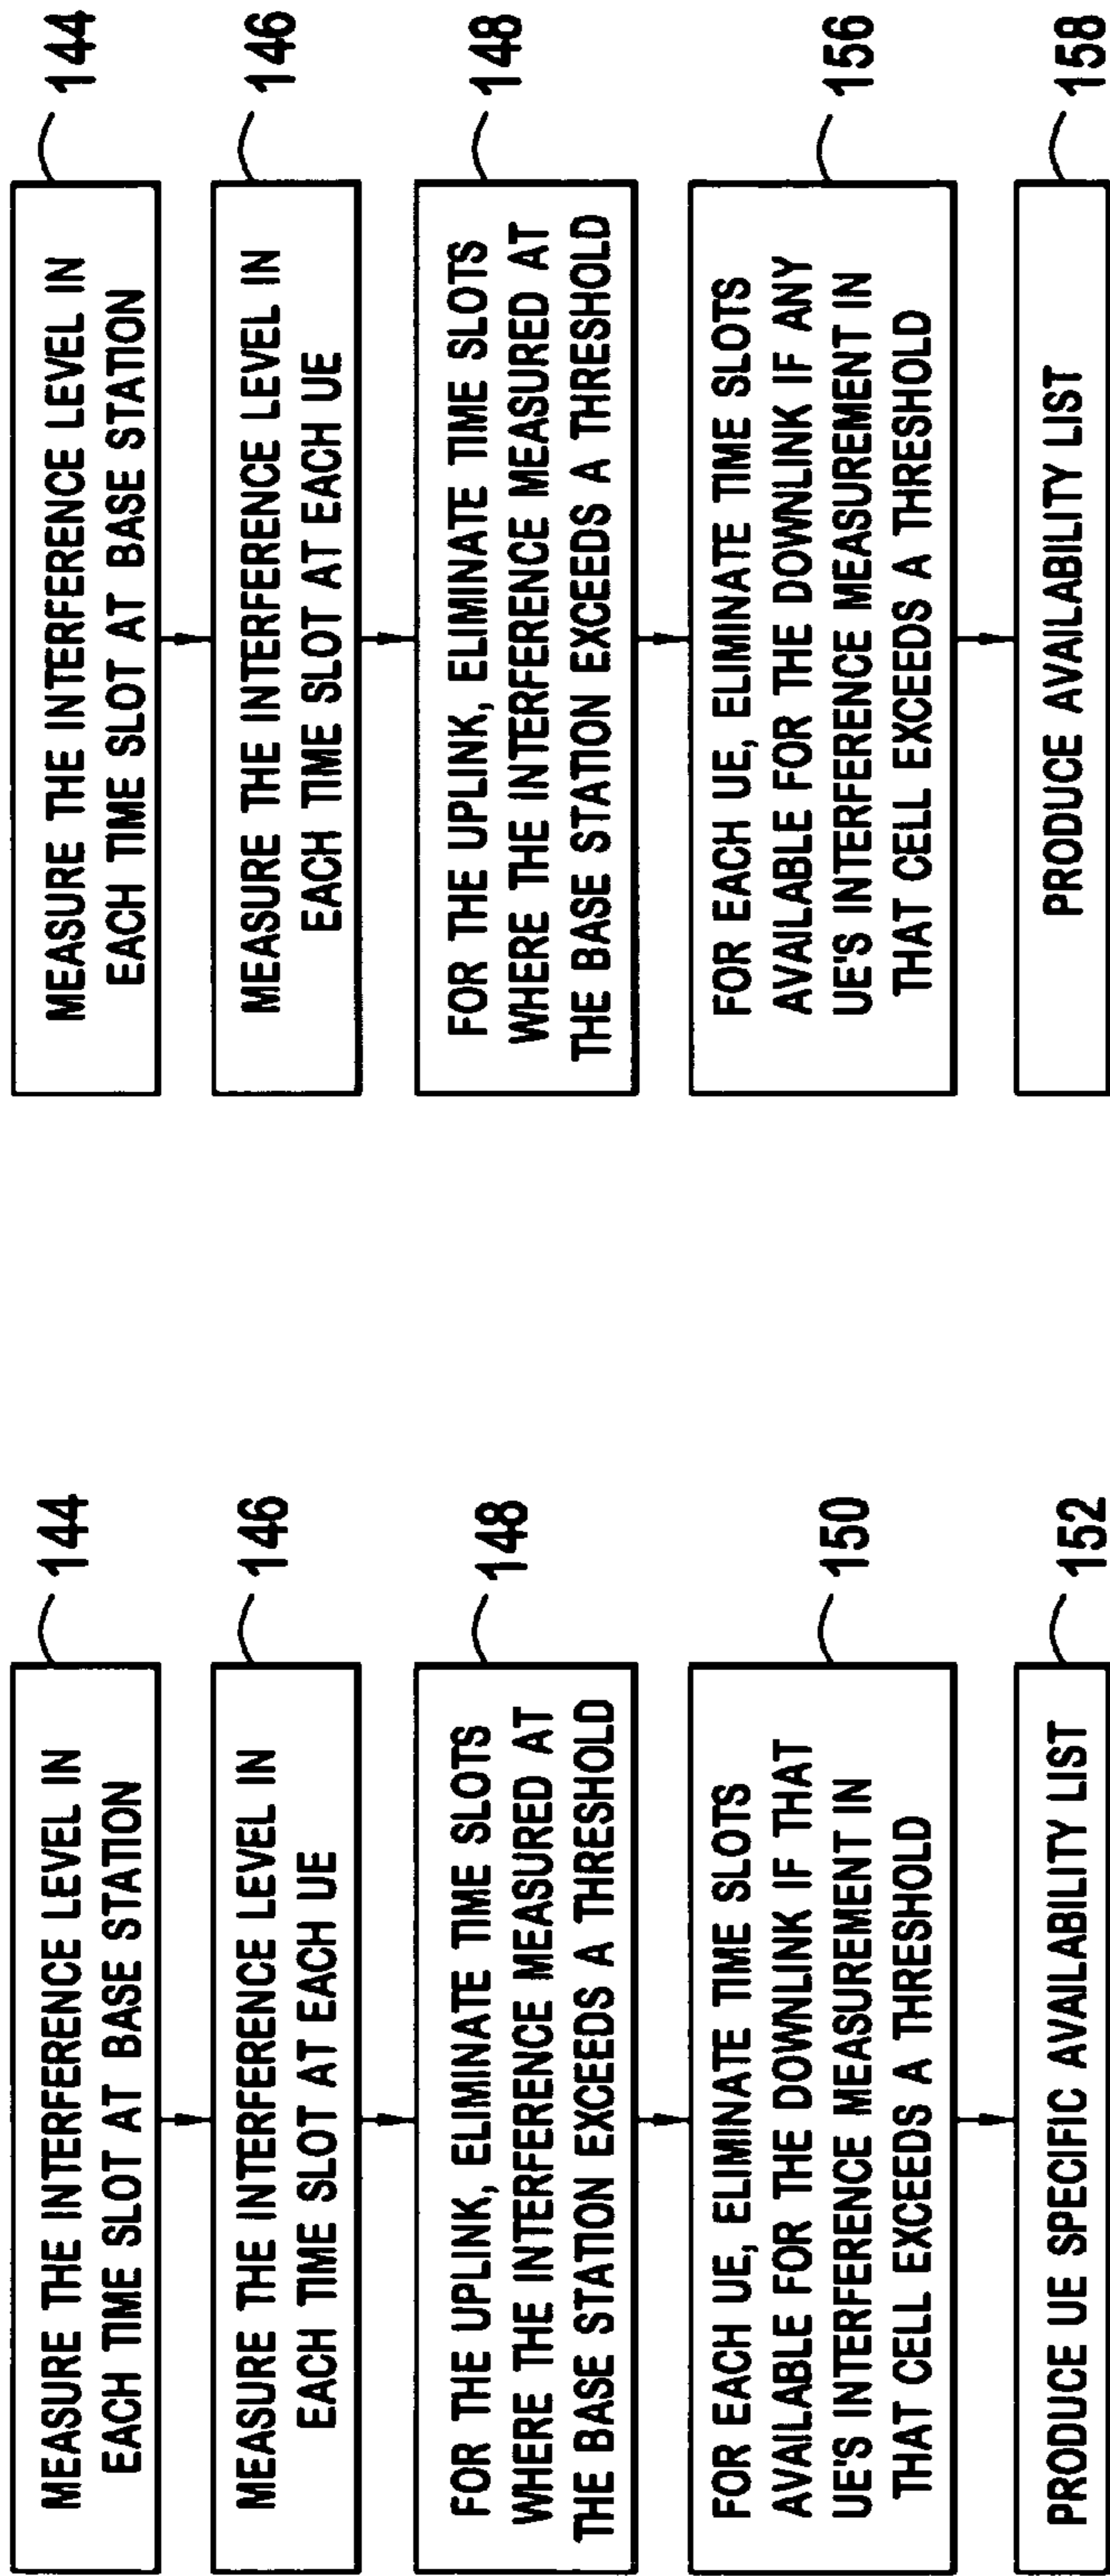 MEASURE THE INTERFERENCE LEVEL IN
EACH TIME SLOT AT BASE STATION
144
MEASURE THE INTERFERENCE LEVEL IN
EACH TIME SLOT AT EACH UE
146
FOR THE UPLINK, ELIMINATE TIME SLOTS
WHERE THE INTERFERENCE MEASURED AT
THE BASE STATION EXCEEDS A THRESHOLD
148
FOR EACH UE, ELIMINATE TIME SLOTS
AVAILABLE FOR THE DOWNLINK IF THAT
UE'S INTERFERENCE MEASUREMENT IN
THAT CELL EXCEEDS A THRESHOLD
150
PRODUCE UE SPECIFIC AVAILABILITY LIST
152
MEASURE THE INTERFERENCE LEVEL IN
EACH TIME SLOT AT BASE STATION
144
MEASURE THE INTERFERENCE LEVEL IN
EACH TIME SLOT AT EACH UE
146
FOR THE UPLINK, ELIMINATE TIME SLOTS
WHERE THE INTERFERENCE MEASURED AT
THE BASE STATION EXCEEDS A THRESHOLD
148
FOR EACH UE, ELIMINATE TIME SLOTS
AVAILABLE FOR THE DOWNLINK IF ANY
UE'S INTERFERENCE MEASUREMENT IN
THAT CELL EXCEEDS A THRESHOLD
156
PRODUCE AVAILABILITY LIST
158